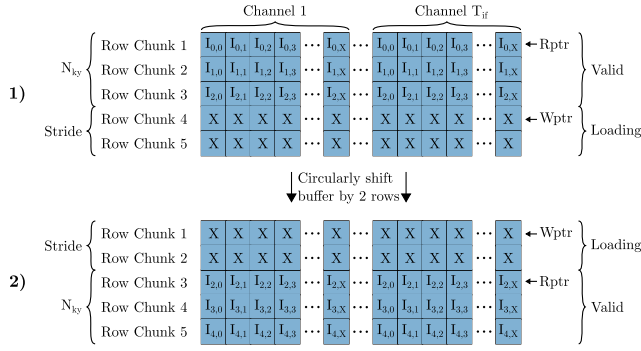 Channel 1 Channel T_if
Row Chunk 1 I_0,0 I_0,1 I_0,2 I_0,3 ··· I_0,X ··· I_0,0 I_0,1 I_0,2 I_0,3 ··· I_0,X Rptr
N_ky Row Chunk 2 I_1,0 I_1,1 I_1,2 I_1,3 ··· I_1,X ··· I_1,0 I_1,1 I_1,2 I_1,3 ··· I_1,X Valid
Row Chunk 3 I_2,0 I_2,1 I_2,2 I_2,3 ··· I_2,X ··· I_2,0 I_2,1 I_2,2 I_2,3 ··· I_2,X
1)
Row Chunk 4 X X X X ··· X ··· X X X X ··· X Wptr
Stride Loading
Row Chunk 5 X X X X ··· X ··· X X X X ··· X
Circularly shift
buffer by 2 rows
Row Chunk 1 X X X X ··· X ··· X X X X ··· X Wptr
Stride Loading
Row Chunk 2 X X X X ··· X ··· X X X X ··· X
2)
Row Chunk 3 I_2,0 I_2,1 I_2,2 I_2,3 ··· I_2,X ··· I_2,0 I_2,1 I_2,2 I_2,3 ··· I_2,X Rptr
N_ky Row Chunk 4 I_3,0 I_3,1 I_3,2 I_3,3 ··· I_3,X ··· I_3,0 I_3,1 I_3,2 I_3,3 ··· I_3,X Valid
Row Chunk 5 I_4,0 I_4,1 I_4,2 I_4,3 ··· I_4,X ··· I_4,0 I_4,1 I_4,2 I_4,3 ··· I_4,X